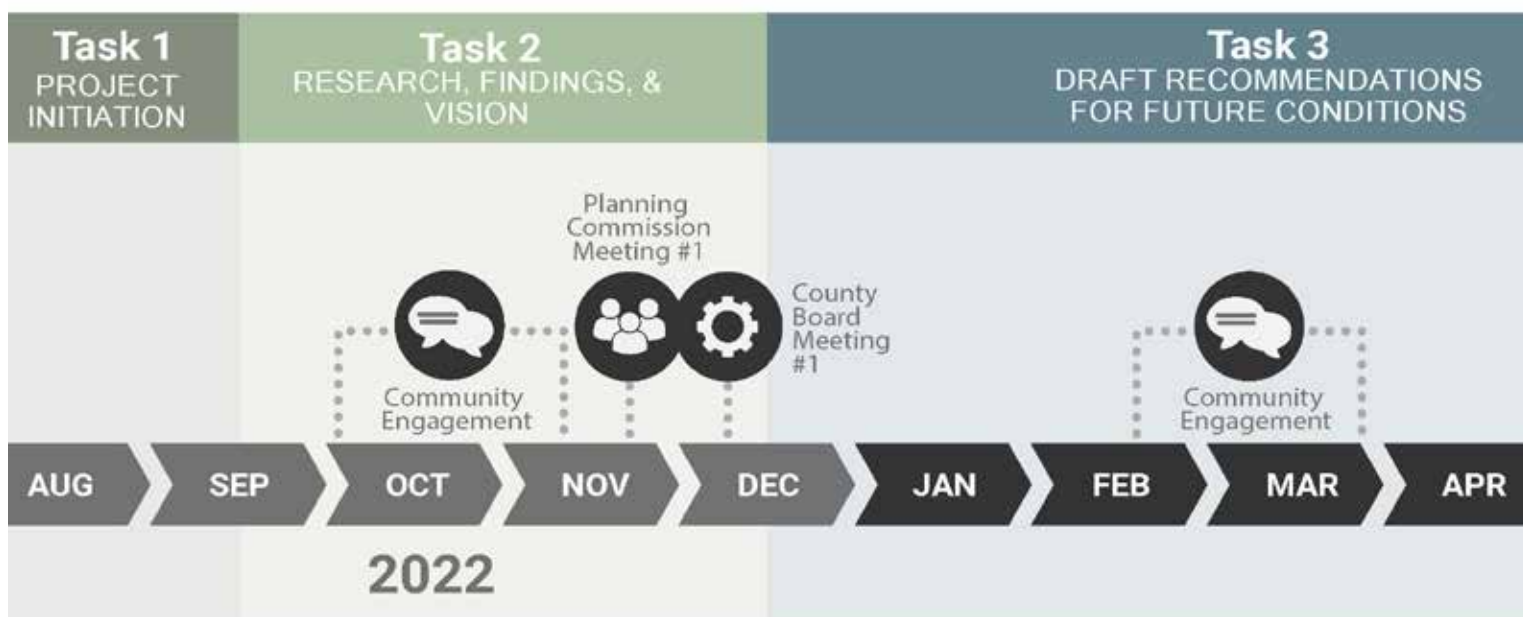 Task 1
PROJECT
INITIATION
Task 2
RESEARCH, FINDINGS, &
VISION
Task 3
DRAFT RECOMMENDATIONS
FOR FUTURE CONDITIONS
Planning
Commission
Meeting #1
County
Board
Meeting
#1
Community
Engagement
Community
Engagement
AUG
SEP
OCT
NOV
DEC
JAN
FEB
MAR
APR
2022